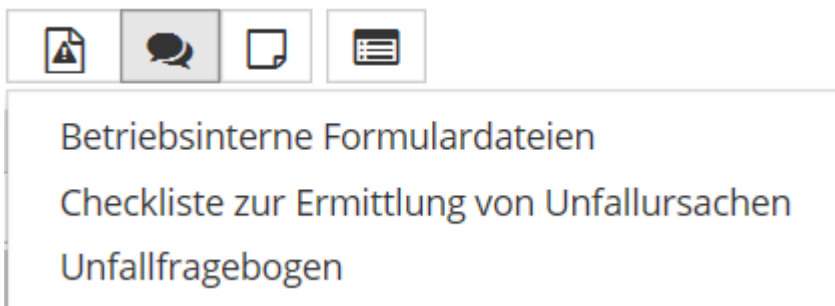 Betriebsinterne Formulardateien
Checkliste zur Ermittlung von Unfallursachen
Unfallfragebogen